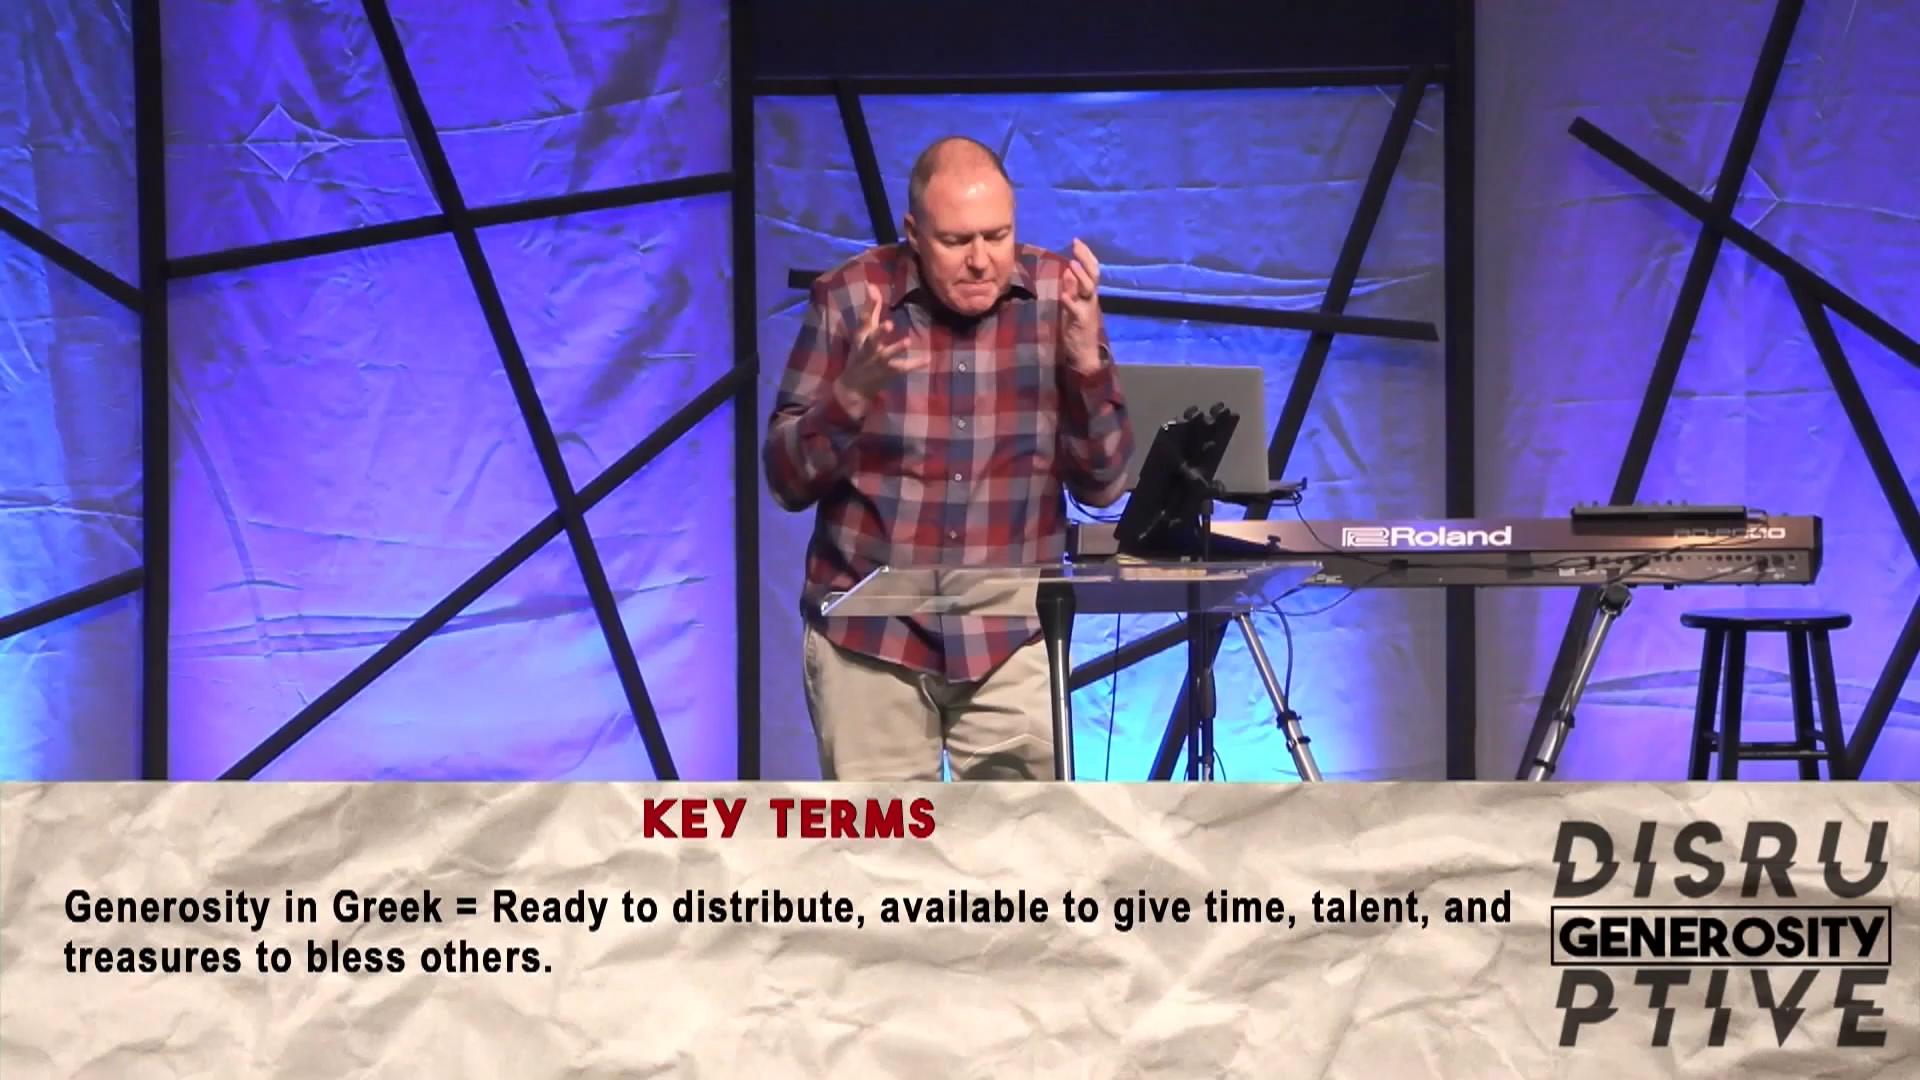 Roland
KEY TERMS
Generosity in Greek = Ready to distribute, available to give time, talent, and
treasures to bless others.
DISRU
GENEROSITY
PTIVE